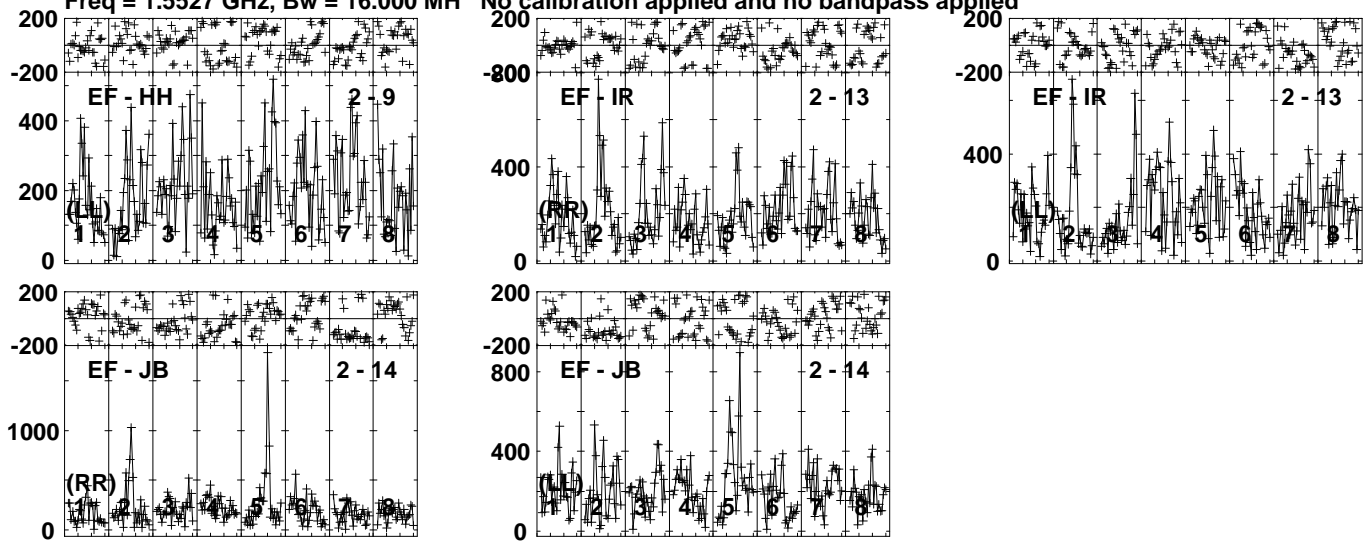 Freq = 1.5527 GHz, Bw = 16.000 MH No calibration applied and no bandpass applied
200
-200
EF - HH 2 - 9
400
200
0
(LL)
1 2 3 4 5 6 7 8
200
-200
800
EF - IR 2 - 13
400
0
(RR)
1 2 3 4 5 6 7 8
200
-200
EF - IR 2 - 13
400
0
(LL)
1 2 3 4 5 6 7 8
200
-200
EF - JB 2 - 14
1000
0
(RR)
1 2 3 4 5 6 7 8
200
-200
EF - JB 2 - 14
800
400
0
(LL)
1 2 3 4 5 6 7 8